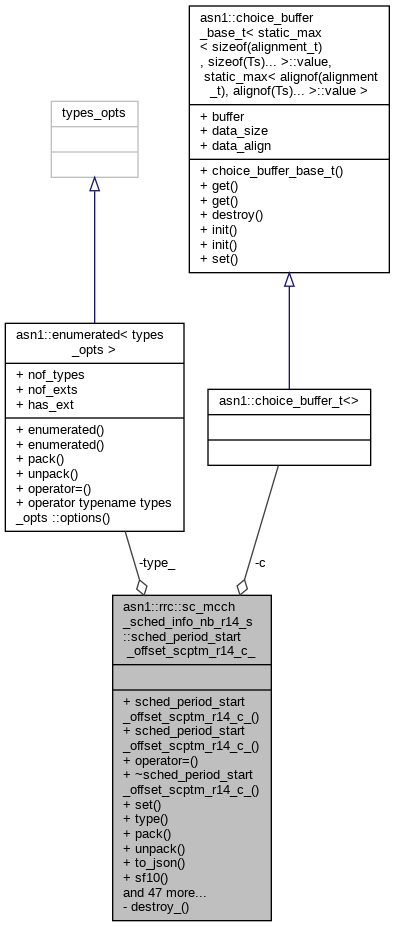 asn1::choice_buffer
_base_t< static_max
< sizeof(alignment_t)
, sizeof(Ts)... >::value,
static_max< alignof(alignment
_t), alignof(Ts)... >::value >
+ buffer
+ data_size
+ data_align
+ choice_buffer_base_t()
+ get()
+ get()
+ destroy()
+ init()
+ init()
+ set()
types_opts
asn1::enumerated< types
_opts >
+ nof_types
+ nof_exts
+ has_ext
+ enumerated()
+ enumerated()
+ pack()
+ unpack()
+ operator=()
+ operator typename types
_opts ::options()
asn1::choice_buffer_t<>
-type_
-c
asn1::rrc::sc_mcch
_sched_info_nb_r14_s
::sched_period_start
_offset_scptm_r14_c_
+ sched_period_start
_offset_scptm_r14_c_()
+ sched_period_start
_offset_scptm_r14_c_()
+ operator=()
+ ~sched_period_start
_offset_scptm_r14_c_()
+ set()
+ type()
+ pack()
+ unpack()
+ to_json()
+ sf10()
and 47 more...
- destroy_()